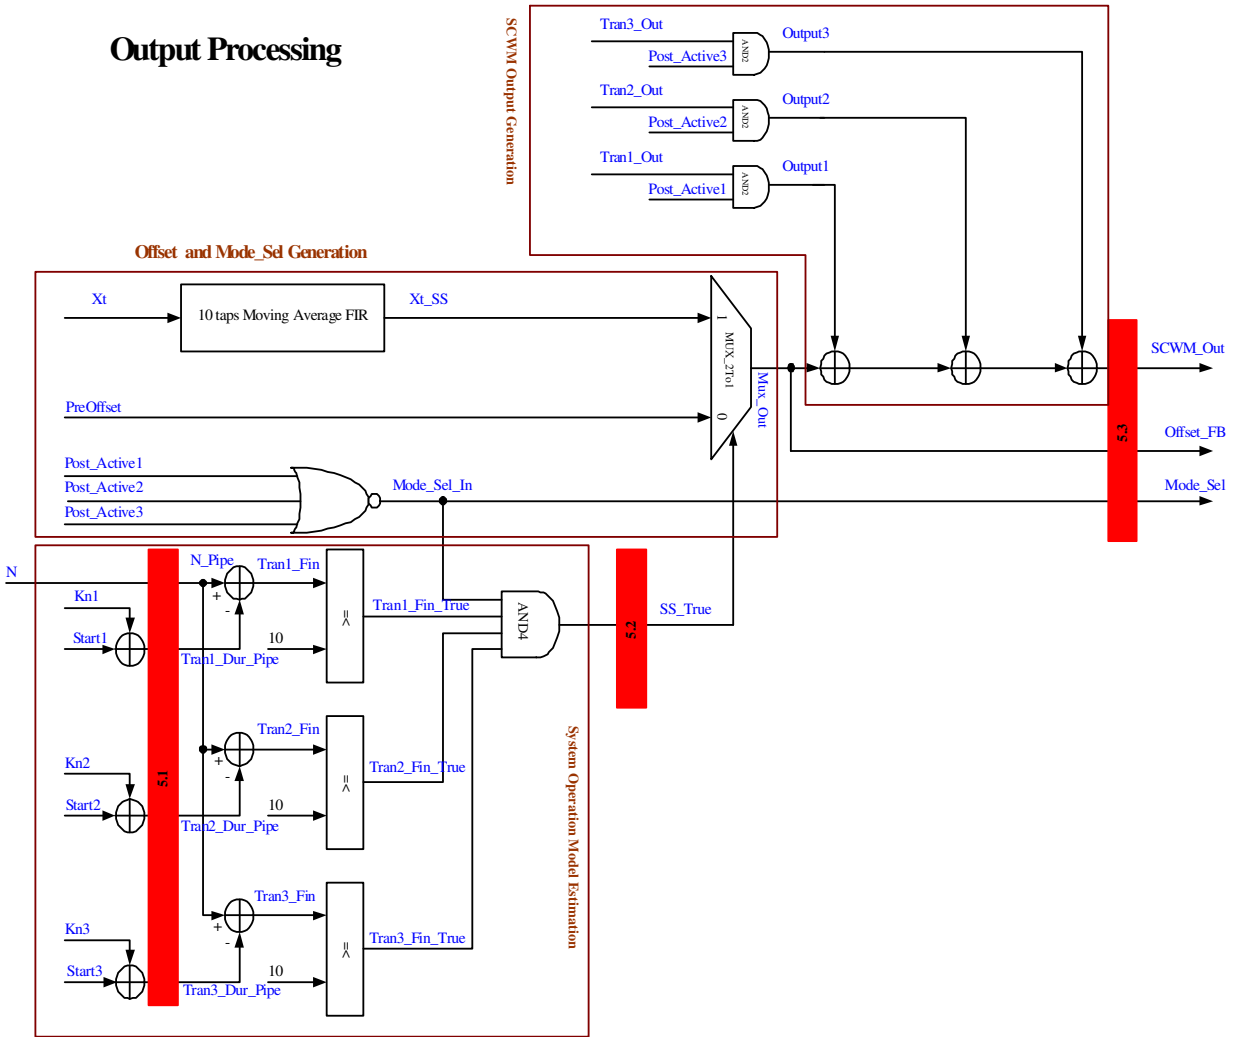 Output Processing
SCWM Output Generation
Tran3_Out
Post_Active3
AND2
Output3
Tran2_Out
Post_Active2
AND2
Output2
Tran1_Out
Post_Active1
AND2
Output1
Offset and Mode_Sel Generation
Xt
10 taps Moving Average FIR
Xt_SS
1
MUX_2To1
0
Mux_Out
PreOffset
SCWM_Out
Offset_FB
Mode_Sel
5.3
Post_Active1
Post_Active2
Post_Active3
Mode_Sel_In
N
N_Pipe
Tran1_Fin
Kn1
+
-
Start1
10
Tran1_Dur_Pipe
=<
Tran1_Fin_True
AND4
5.2
SS_True
Tran2_Fin
Kn2
+
-
5.1
Start2
10
Tran2_Dur_Pipe
=<
Tran2_Fin_True
System Operation Model Estimation
Tran3_Fin
Kn3
+
-
Start3
10
Tran3_Dur_Pipe
=<
Tran3_Fin_True